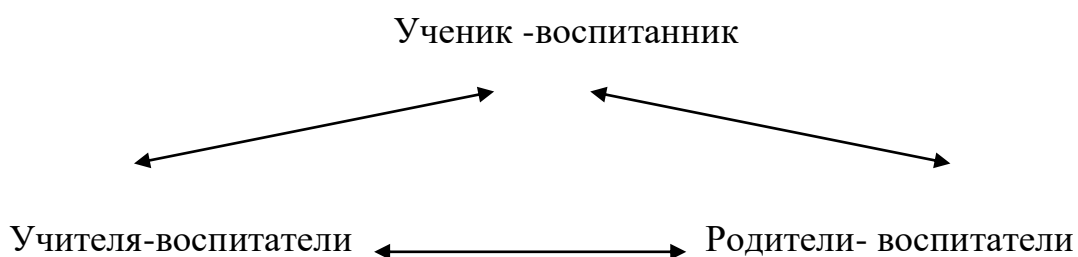 Ученик -воспитанник
Учителя-воспитатели
Родители- воспитатели